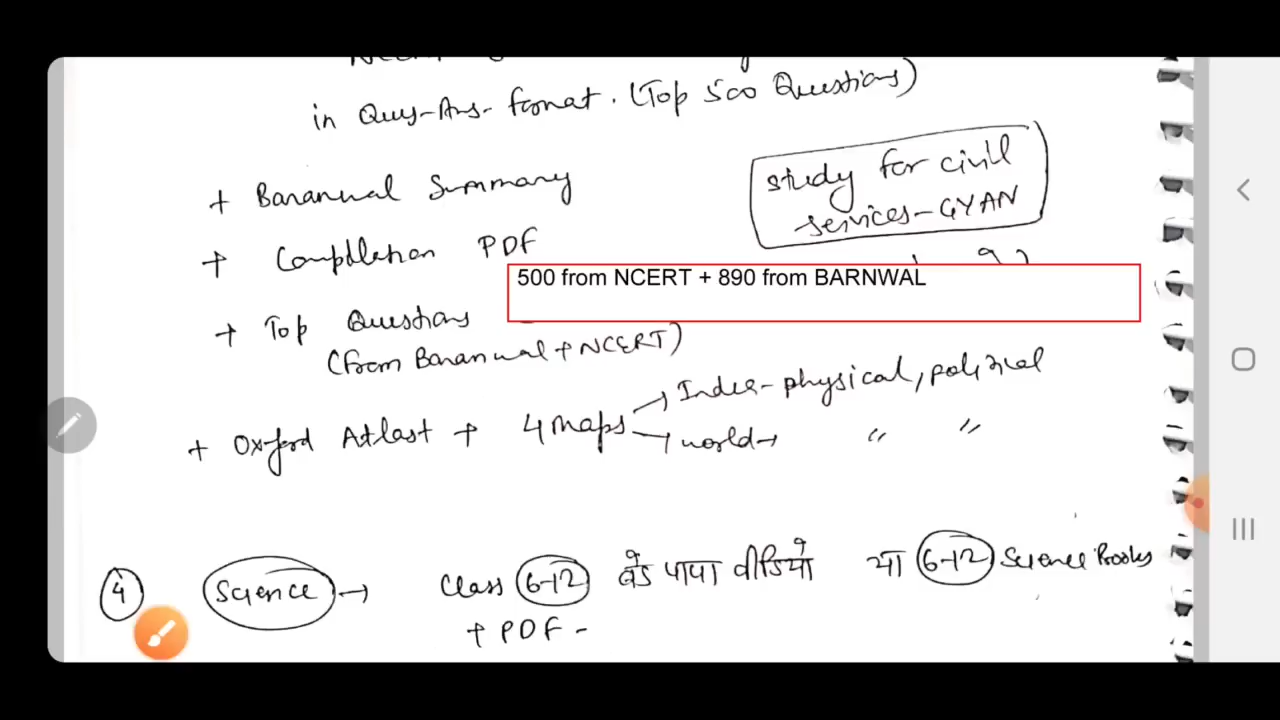 in Ques-Ans- format. (Top 500 Questions)
+ Baranwal Summary
study for civil
services-GYAN
+ Compilation PDF
500 from NCERT + 890 from BARNWAL
+ Top Questions
(from Baranwal + NCERT)
+ Oxford Atlast + 4 maps
India - physical, political
world → " "
④ Science → Class 6-12 के पापा वीडियो या 6-12 Science Books
+ PDF -